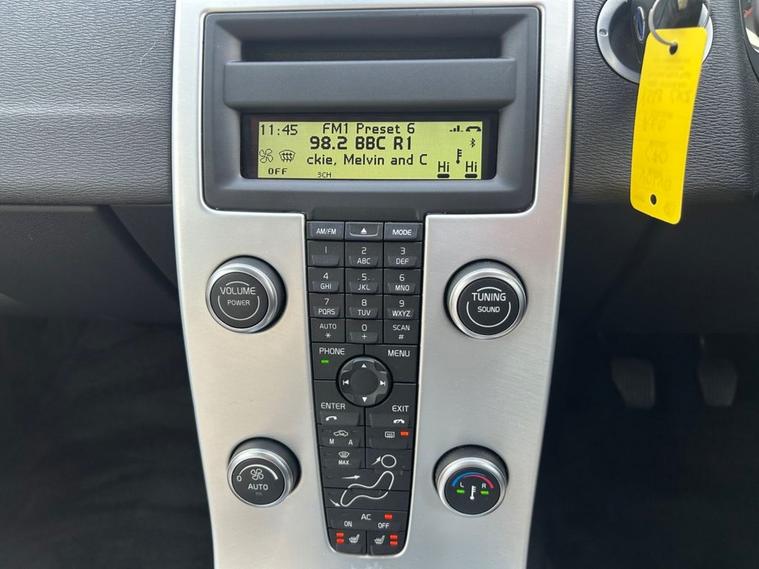 11:45 FM1 Preset 6
98.2 BBC R1
ckie, Melvin and C
OFF 3CH Hi Hi
AM/FM MODE
1 2 ABC 3 DEF
VOLUME POWER
4 GHI 5 JKL 6 MNO
TUNING SOUND
7 PQRS 8 TUV 9 WXYZ
AUTO * 0 + SCAN #
PHONE MENU
ENTER EXIT
M A
MAX
0 AUTO
L R
AC
ON OFF